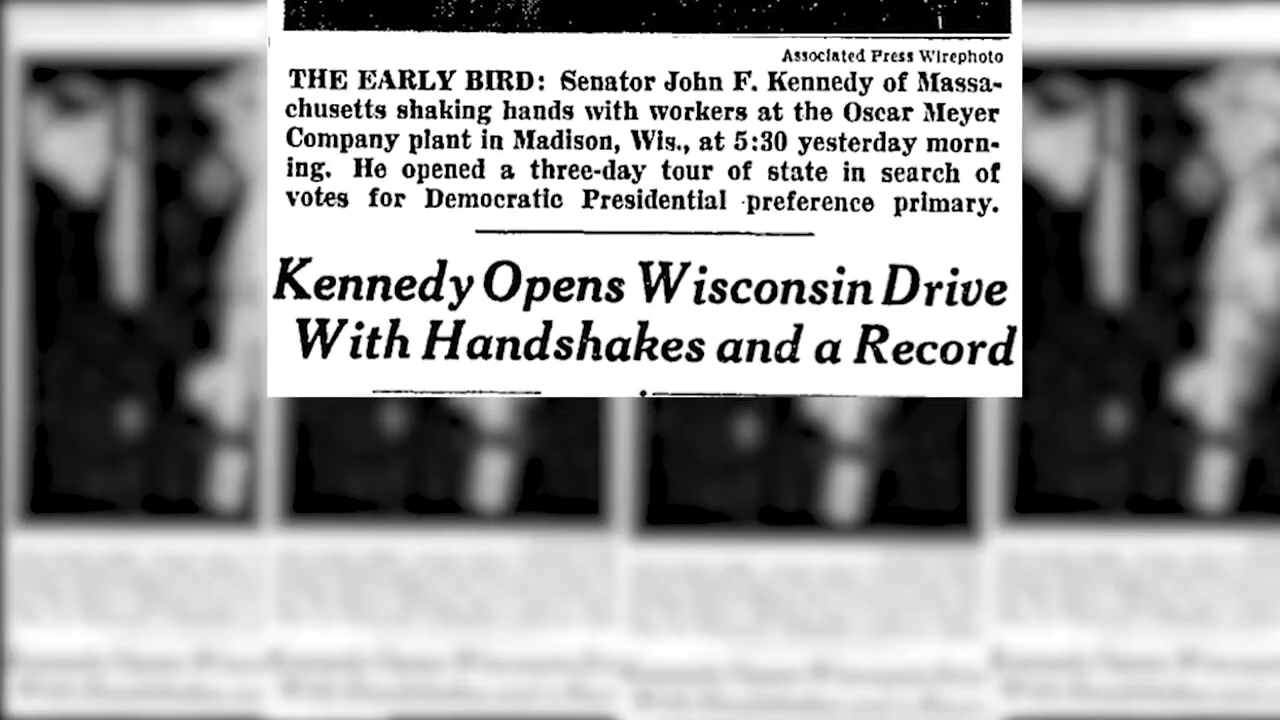 Associated Press Wirephoto
THE EARLY BIRD: Senator John F. Kennedy of Massa-
chusetts shaking hands with workers at the Oscar Meyer
Company plant in Madison, Wis., at 5:30 yesterday morn-
ing. He opened a three-day tour of state in search of
votes for Democratic Presidential preference primary.
Kennedy Opens Wisconsin Drive
With Handshakes and a Record